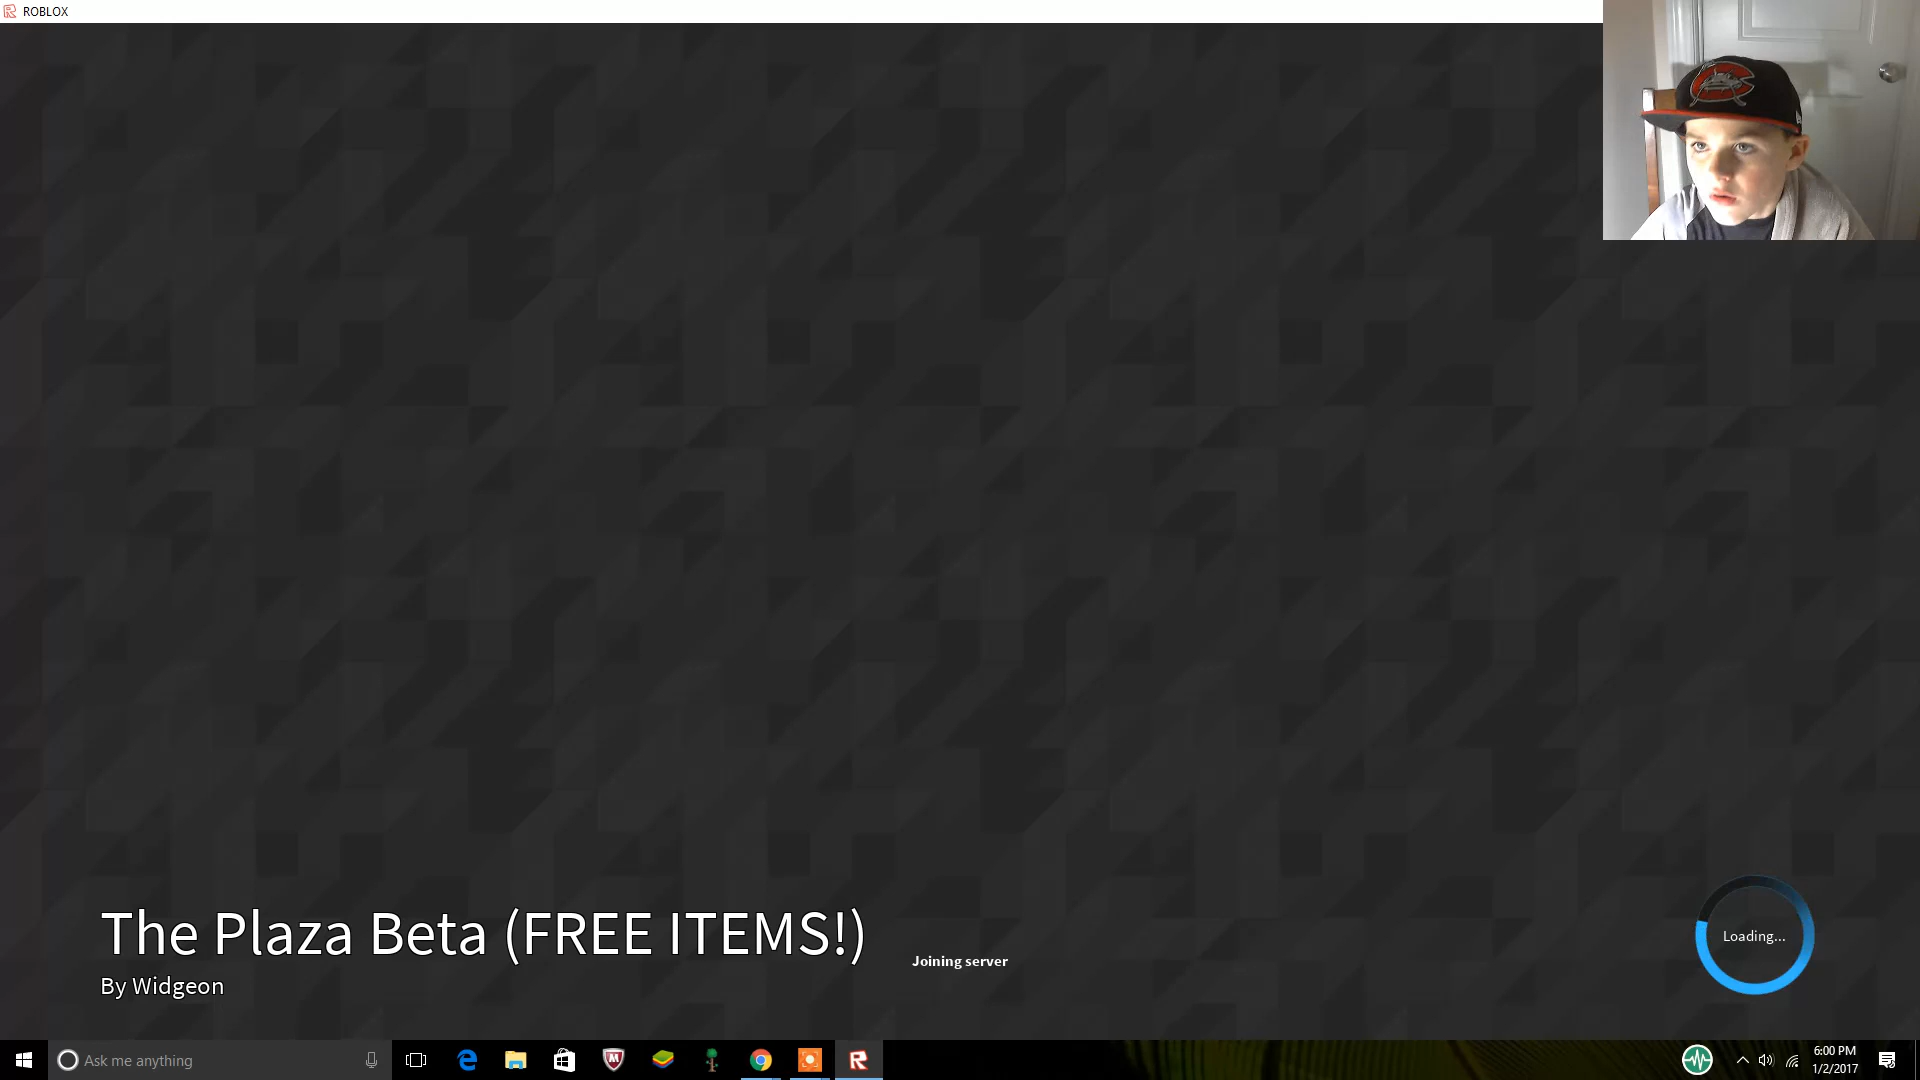 ROBLOX
The Plaza Beta (FREE ITEMS!)
By Widgeon
Joining server
Loading...
Ask me anything
6:00 PM
1/2/2017